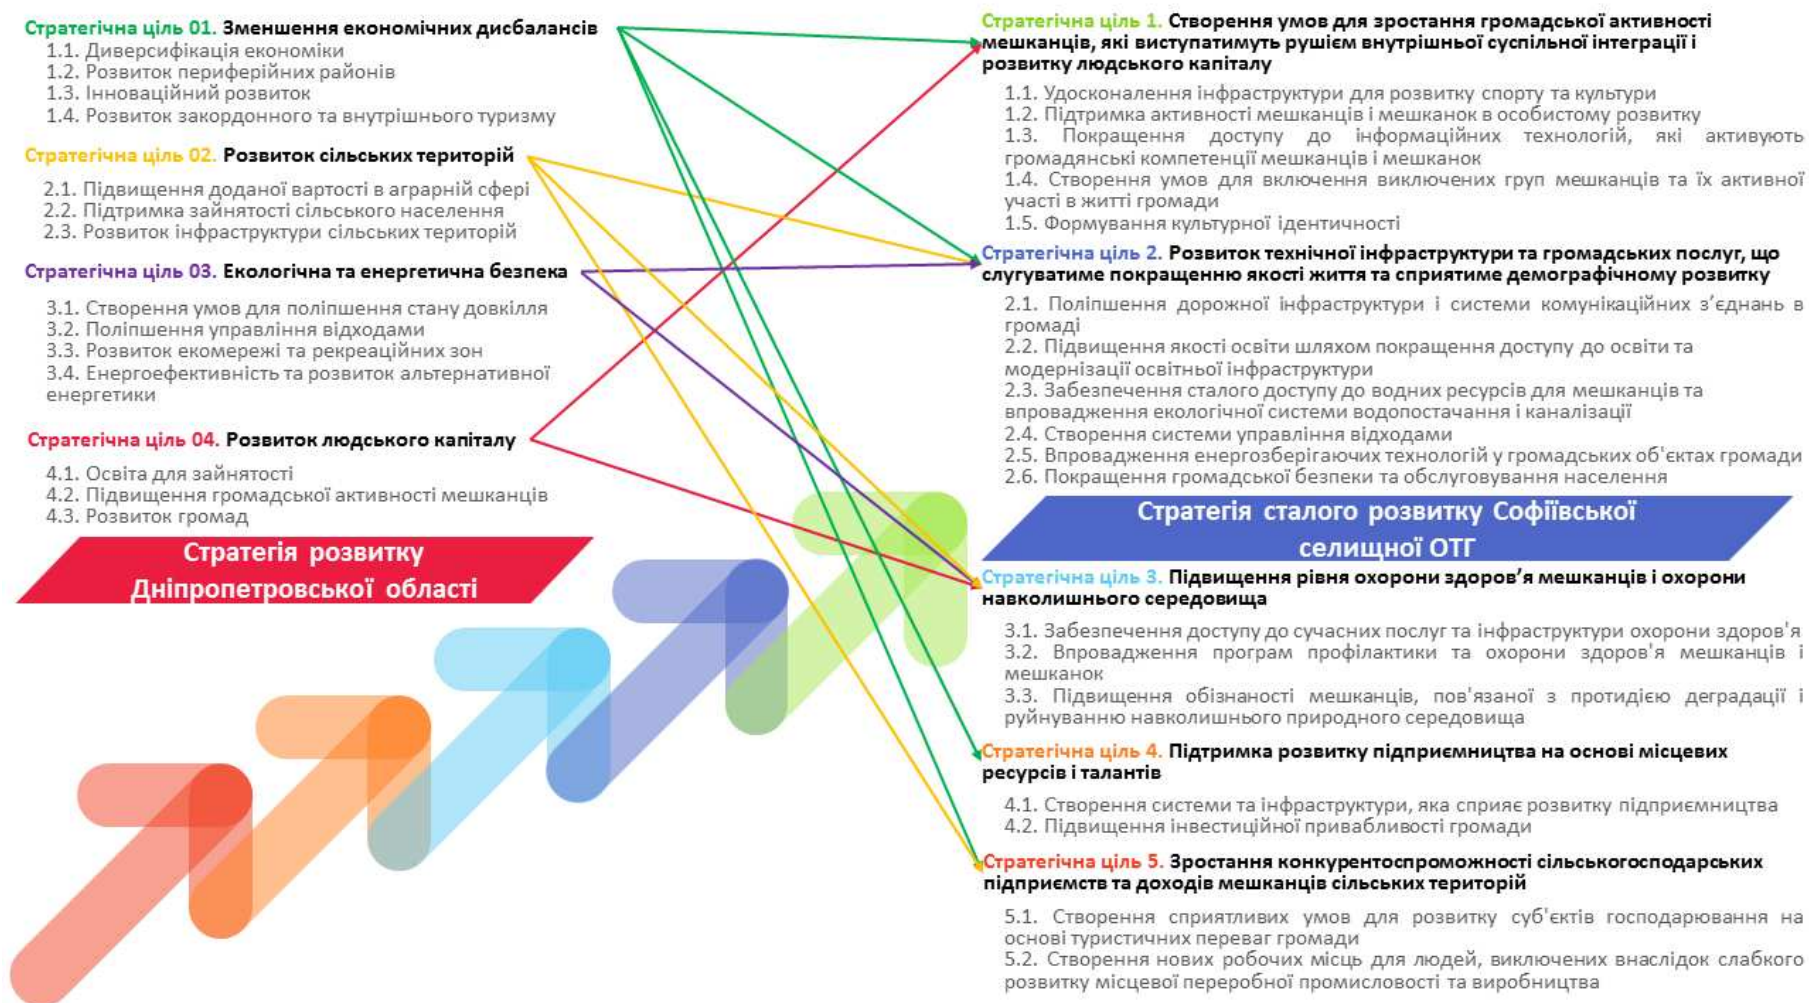 Стратегічна ціль 01. Зменшення економічних дисбалансів
1.1. Диверсифікація економіки
1.2. Розвиток периферійних районів
1.3. Інноваційний розвиток
1.4. Розвиток закордонного та внутрішнього туризму
Стратегічна ціль 02. Розвиток сільських територій
2.1. Підвищення доданої вартості в аграрній сфері
2.2. Підтримка зайнятості сільського населення
2.3. Розвиток інфраструктури сільських територій
Стратегічна ціль 03. Екологічна та енергетична безпека
3.1. Створення умов для поліпшення стану довкілля
3.2. Поліпшення управління відходами
3.3. Розвиток екомережі та рекреаційних зон
3.4. Енергоефективність та розвиток альтернативної
енергетики
Стратегічна ціль 04. Розвиток людського капіталу
4.1. Освіта для зайнятості
4.2. Підвищення громадської активності мешканців
4.3. Розвиток громад
Стратегія розвитку
Дніпропетровської області
Стратегічна ціль 1. Створення умов для зростання громадської активності
мешканців, які виступатимуть рушієм внутрішньої суспільної інтеграції і
розвитку людського капіталу
1.1. Удосконалення інфраструктури для розвитку спорту та культури
1.2. Підтримка активності мешканців і мешканок в особистому розвитку
1.3. Покращення доступу до інформаційних технологій, які активують
громадянські компетенції мешканців і мешканок
1.4. Створення умов для включення виключених груп мешканців та їх активної
участі в житті громади
1.5. Формування культурної ідентичності
Стратегічна ціль 2. Розвиток технічної інфраструктури та громадських послуг, що
слугуватиме покращенню якості життя та сприятиме демографічному розвитку
2.1. Поліпшення дорожної інфраструктури і системи комунікаційних з’єднань в
громаді
2.2. Підвищення якості освіти шляхом покращення доступу до освіти та
модернізації освітньої інфраструктури
2.3. Забезпечення сталого доступу до водних ресурсів для мешканців та
впровадження екологічної системи водопостачання і каналізації
2.4. Створення системи управління відходами
2.5. Впровадження енергозберігаючих технологій у громадських об'єктах громади
2.6. Покращення громадської безпеки та обслуговування населення
Стратегія сталого розвитку Софіївської
селищної ОТГ
Стратегічна ціль 3. Підвищення рівня охорони здоров’я мешканців і охорони
навколишнього середовища
3.1. Забезпечення доступу до сучасних послуг та інфраструктури охорони здоров'я
3.2. Впровадження програм профілактики та охорони здоров'я мешканців і
мешканок
3.3. Підвищення обізнаності мешканців, пов'язаної з протидією деградації і
руйнуванню навколишнього природного середовища
Стратегічна ціль 4. Підтримка розвитку підприємництва на основі місцевих
ресурсів і талантів
4.1. Створення системи та інфраструктури, яка сприяє розвитку підприємництва
4.2. Підвищення інвестиційної привабливості громади
Стратегічна ціль 5. Зростання конкурентоспроможності сільськогосподарських
підприємств та доходів мешканців сільських територій
5.1. Створення сприятливих умов для розвитку суб'єктів господарювання на
основі туристичних переваг громади
5.2. Створення нових робочих місць для людей, виключених внаслідок слабкого
розвитку місцевої переробної промисловості та виробництва